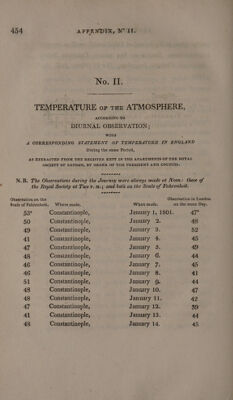 454 APPENDIX, N° II.
No. II.
TEMPERATURE OF THE ATMOSPHERE,
ACCORDING TO
DIURNAL OBSERVATION;
WITH
A CORRESPONDING STATEMENT OF TEMPERATURE IN ENGLAND
During the same Period,
AS EXTRACTED FROM THE REGISTER KEPT IN THE APARTMENTS OF THE ROYAL
SOCIETY OF LONDON, BY ORDER OF THE PRESIDENT AND COUNCIL.
N. B. The Observations during the Journey were always made at Noon: those of
the Royal Society at Two P. M.; and both on the Scale of Fahrenheit.
Observation on the Observation in London
Scale of Fahrenheit. Where made. When made. on the same Day.
53° Constantinople, January 1, 1801. 47°
50 Constantinople, January 2. 48
49 Constantinople, January 3. 52
41 Constantinople, January 4. 45
47 Constantinople, January 5. 49
48 Constantinople, January 6. 44
46 Constantinople, January 7. 45
46 Constantinople, January 8. 41
51 Constantinople, January 9. 44
48 Constantinople, January 10. 47
48 Constantinople, January 11. 42
47 Constantinople, January 12. 39
41 Constantinople, January 13. 44
48 Constantinople, January 14. 45